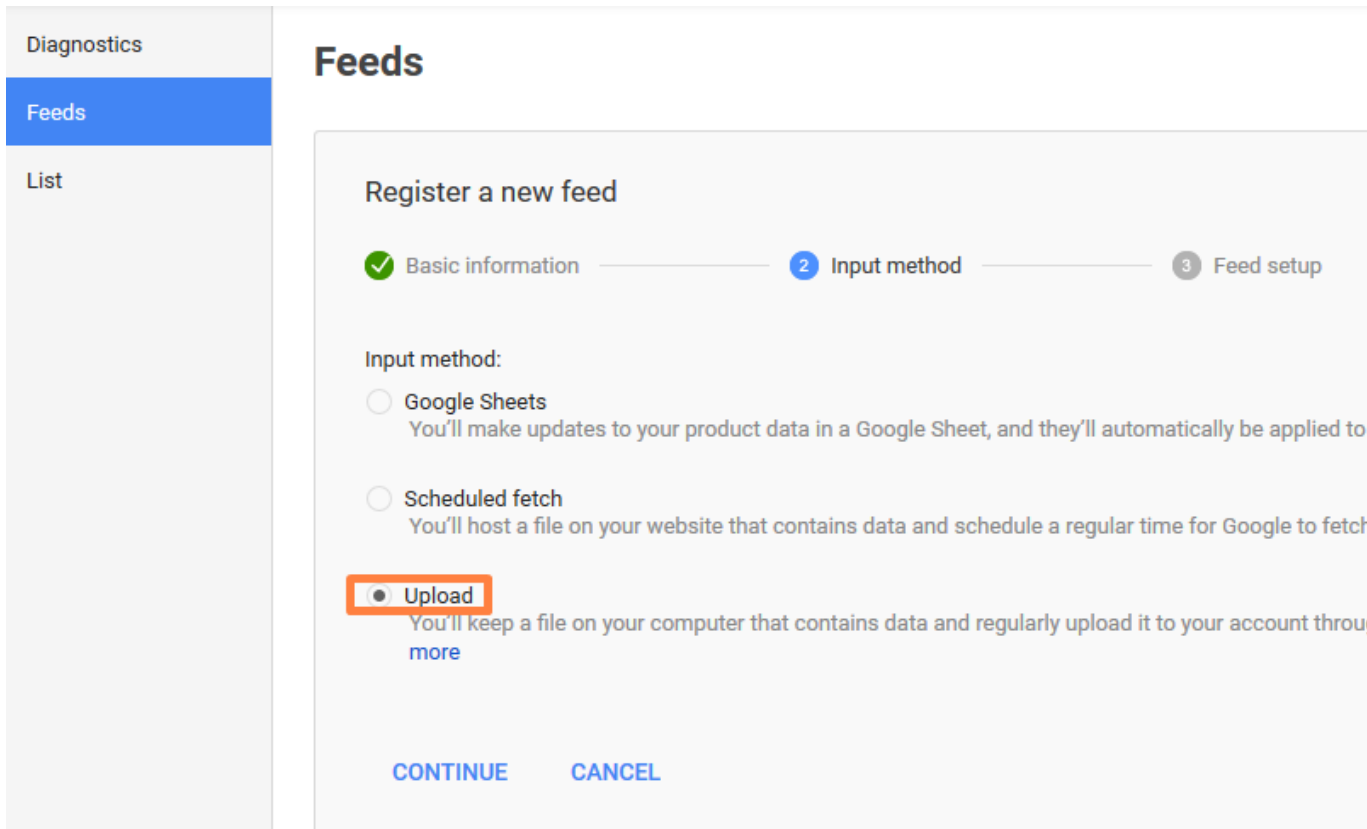 Diagnostics
Feeds
List
Feeds
Register a new feed
Basic information 2 Input method 3 Feed setup
Input method:
Google Sheets
You'll make updates to your product data in a Google Sheet, and they'll automatically be applied to
Scheduled fetch
You'll host a file on your website that contains data and schedule a regular time for Google to fetch
Upload
You'll keep a file on your computer that contains data and regularly upload it to your account throu
more
CONTINUE CANCEL